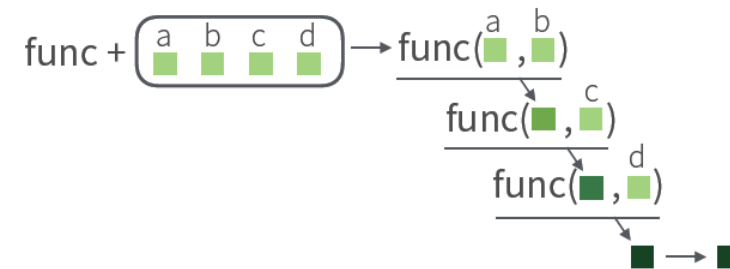 a b c d
func +
func( , )
a b
func( , )
c
func( , )
d